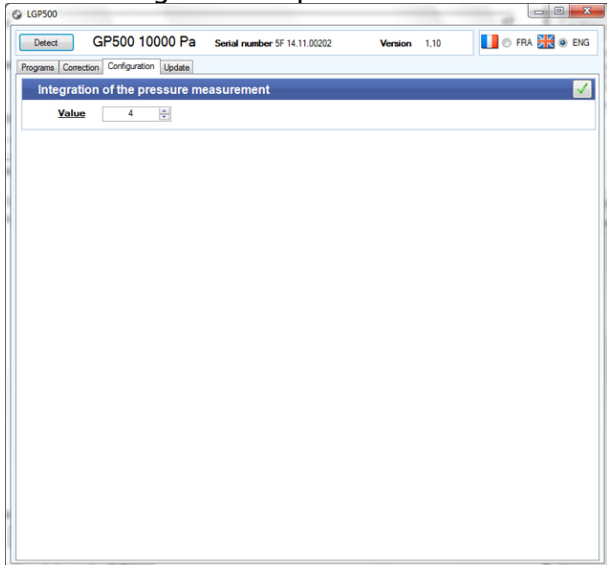 LGP500
Detect GP500 10000 Pa Serial number 5F 14.11.00202 Version 1,10 FRA ENG
Programs Correction Configuration Update
Integration of the pressure measurement
Value 4